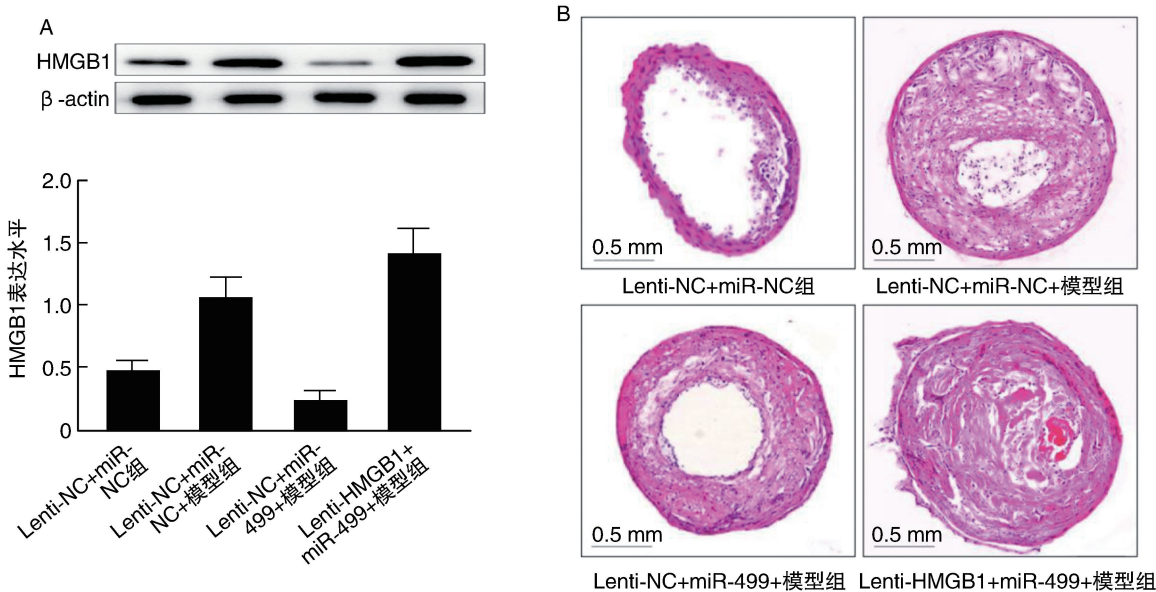 A
HMGB1
β-actin
HMGB1表达水平
2.0
1.5
1.0
0.5
0
Lenti-NC+miR-
NC组
Lenti-NC+miR-
NC+模型组
Lenti-NC+miR-
499+模型组
Lenti-HMGB1+
miR-499+模型组
B
0.5 mm
0.5 mm
Lenti-NC+miR-NC组
Lenti-NC+miR-NC+模型组
0.5 mm
0.5 mm
Lenti-NC+miR-499+模型组
Lenti-HMGB1+miR-499+模型组